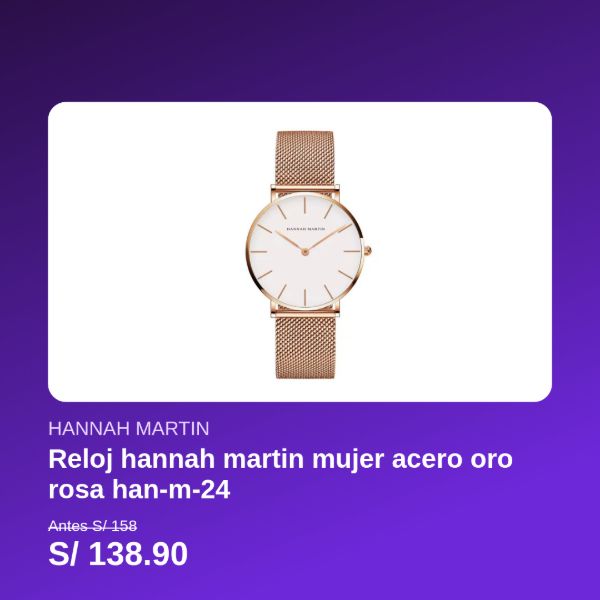 HANNAH MARTIN
HANNAH MARTIN
Reloj hannah martin mujer acero oro
rosa han-m-24
Antes S/ 158
S/ 138.90